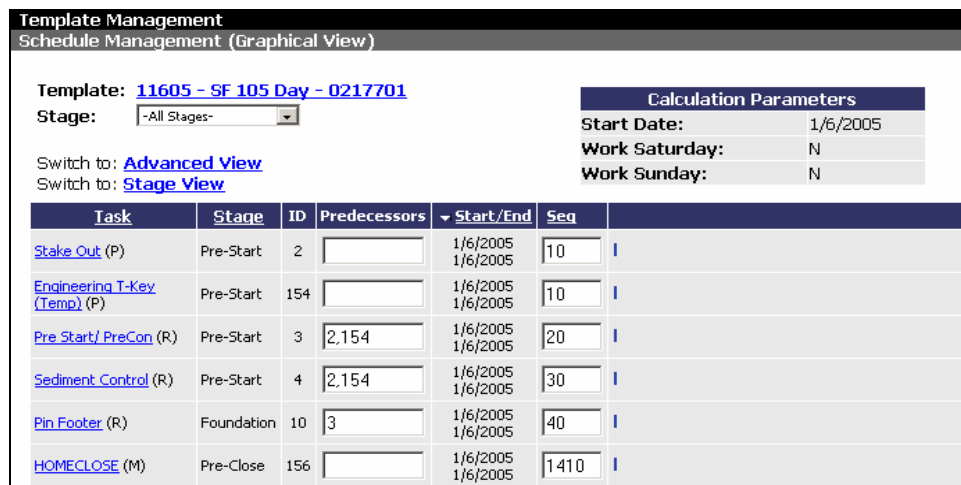 Template Management
Schedule Management (Graphical View)
Template: 11605 - SF 105 Day - 0217701
Stage: -All Stages-
Switch to: Advanced View
Switch to: Stage View
Calculation Parameters
Start Date: 1/6/2005
Work Saturday: N
Work Sunday: N
Task Stage ID Predecessors Start/End Seq
Stake Out (P) Pre-Start 2 1/6/2005 10
1/6/2005
Engineering T-Key
(Temp) (P) Pre-Start 154 1/6/2005 10
1/6/2005
Pre Start/ PreCon (R) Pre-Start 3 2,154 1/6/2005 20
1/6/2005
Sediment Control (R) Pre-Start 4 2,154 1/6/2005 30
1/6/2005
Pin Footer (R) Foundation 10 3 1/6/2005 40
1/6/2005
HOMECLOSE (M) Pre-Close 156 1/6/2005 1410
1/6/2005